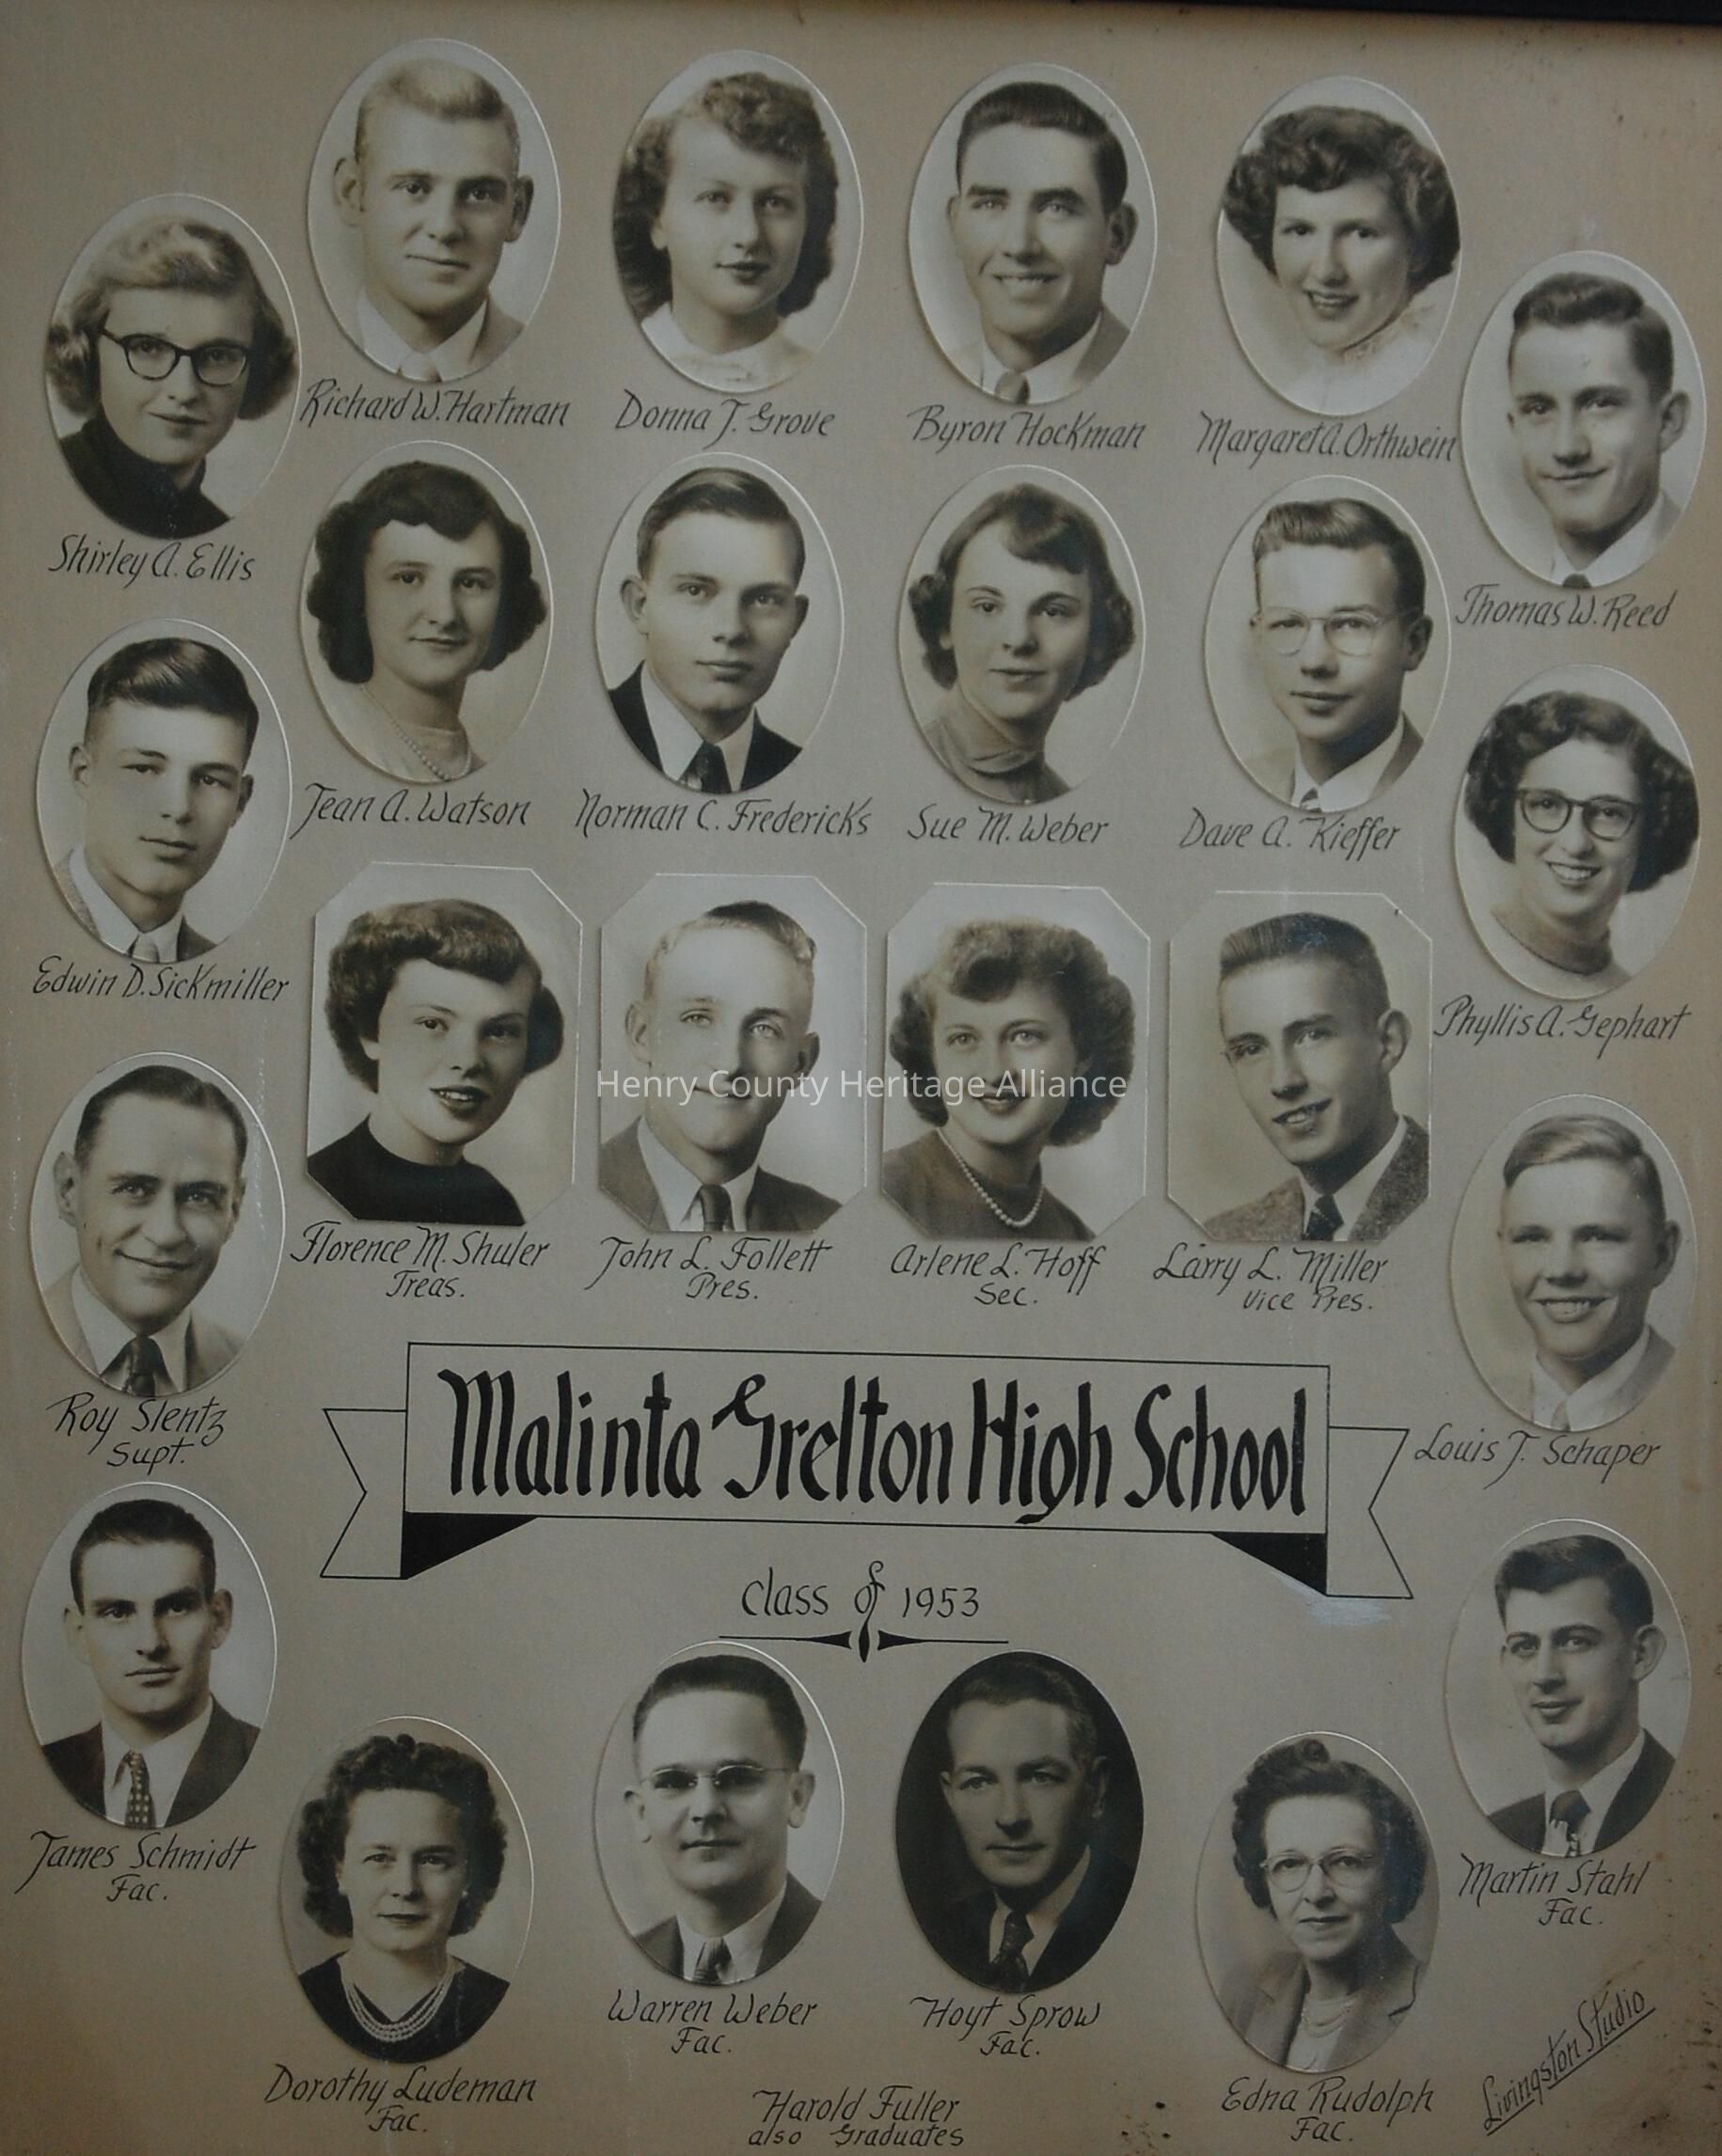 Richard W. Hartman
Donna J. Grove
Byron Hockman
Margaret A. Orthwein
Shirley A. Ellis
Thomas W. Reed
Jean A. Watson
Norman C. Fredericks
Sue M. Weber
Dave A. Kieffer
Edwin D. Sickmiller
Phyllis A. Gephart
Henry County Heritage Alliance
Florence M. Shuler
Treas.
John L. Follett
Pres.
Arlene L. Hoff
Sec.
Larry L. Miller
Vice Pres.
Roy Slentz
Supt.
Louis J. Schaper
Malinta Grelton High School
class of 1953
James Schmidt
Fac.
Martin Stahl
Fac.
Warren Weber
Fac.
Hoyt Sprow
Fac.
Dorothy Ludeman
Fac.
Edna Rudolph
Fac.
Harold Fuller
also Graduates
Livingston Studio